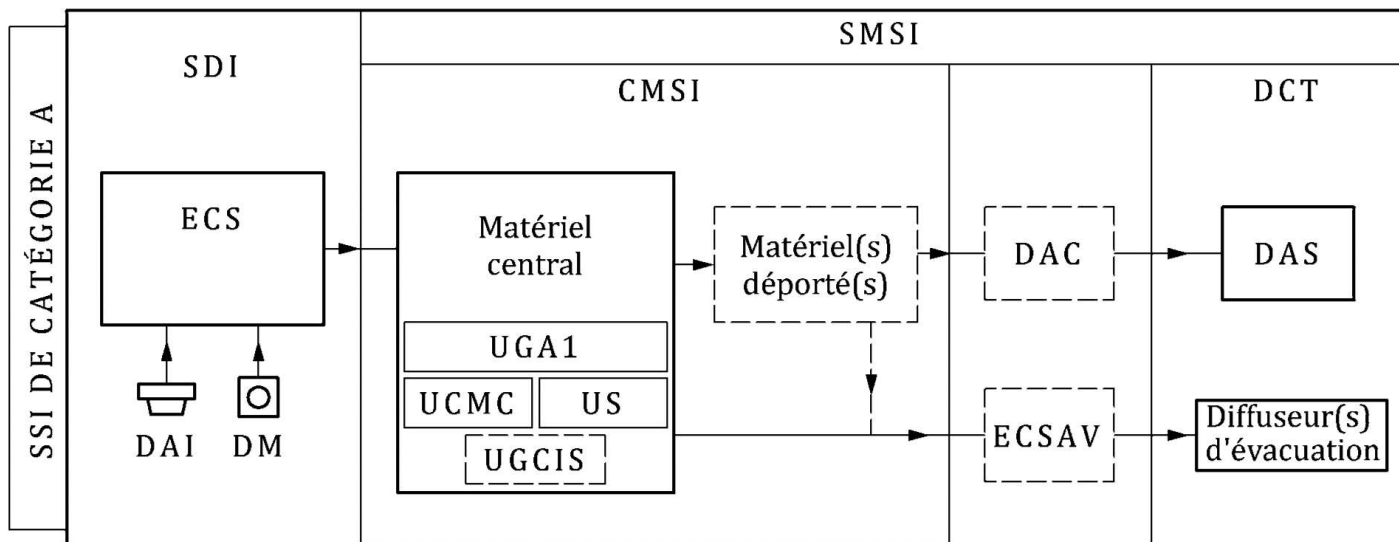 SSI DE CATÉGORIE A
SDI
SMSI
CMSI
DCT
ECS
Matériel
central
UGA1
UCMC
US
UGCIS
Matériel(s)
déporté(s)
DAC
DAS
DAI
DM
ECSAV
Diffuseur(s)
d'évacuation